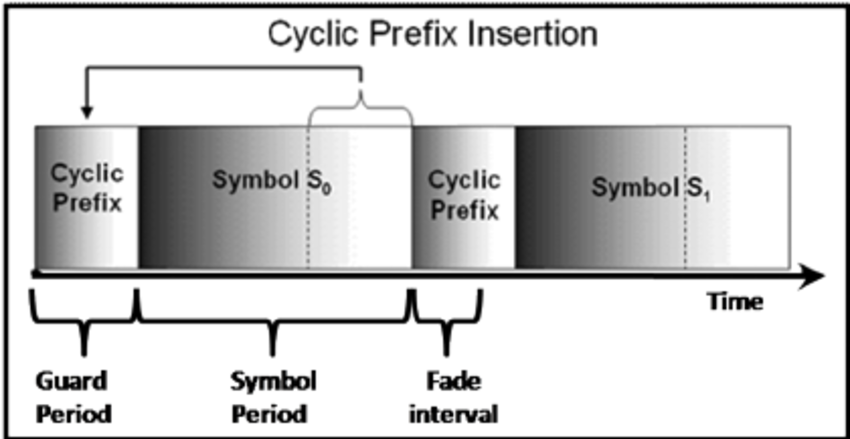 Cyclic Prefix Insertion
Cyclic
Prefix
Symbol S₀
Cyclic
Prefix
Symbol S₁
Time
Guard
Period
Symbol
Period
Fade
interval